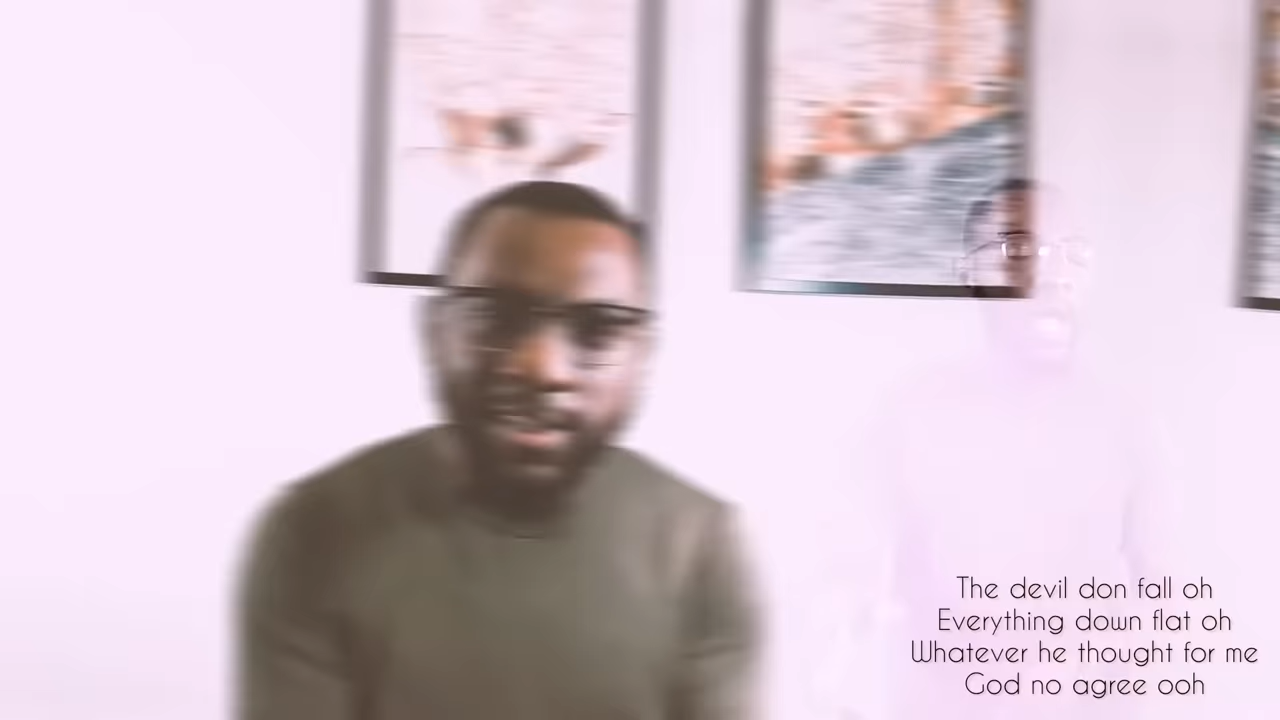 The devil don fall oh
Everything down flat oh
Whatever he thought for me
God no agree ooh